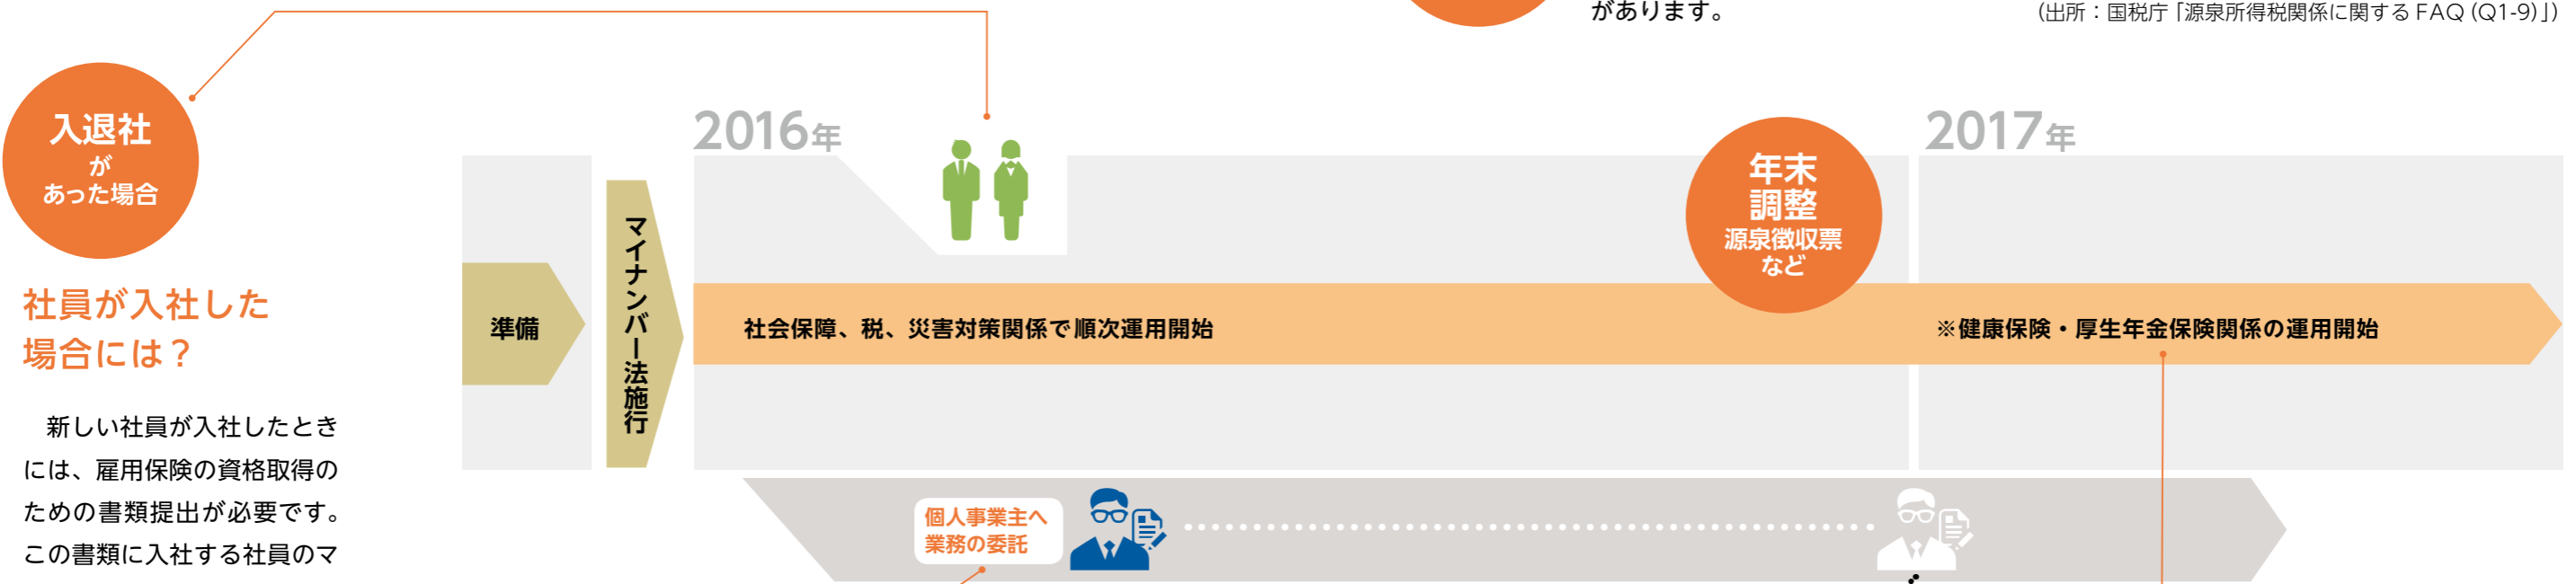 があります。
（出所：国税庁「源泉所得税関係に関するFAQ（Q1-9）」）
入退社
が
あった場合
社員が入社した
場合には？
新しい社員が入社したとき
には、雇用保険の資格取得の
ための書類提出が必要です。
この書類に入社する社員のマ
準備
マイナンバー法施行
2016年
年末
調整
源泉徴収票
など
2017年
社会保障、税、災害対策関係で順次運用開始
※健康保険・厚生年金保険関係の運用開始
個人事業主へ
業務の委託